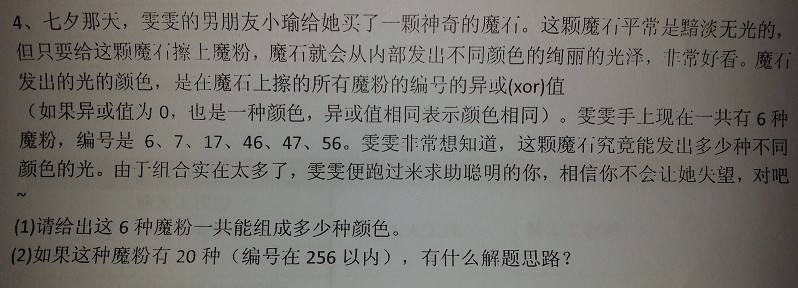 4、七夕那天，雯雯的男朋友小瑜给她买了一颗神奇的魔石。这颗魔石平常是黯淡无光的，
但只要给这颗魔石擦上魔粉，魔石就会从内部发出不同颜色的绚丽的光泽，非常好看。魔石
发出的光的颜色，是在魔石上擦的所有魔粉的编号的异或(xor)值
（如果异或值为 0，也是一种颜色，异或值相同表示颜色相同）。雯雯手上现在一共有 6 种
魔粉，编号是 6、7、17、46、47、56。雯雯非常想知道，这颗魔石究竟能发出多少种不同
颜色的光。由于组合实在太多了，雯雯便跑过来求助聪明的你，相信你不会让她失望，对吧
~
(1)请给出这 6 种魔粉一共能组成多少种颜色。
(2)如果这种魔粉有 20 种（编号在 256 以内），有什么解题思路？